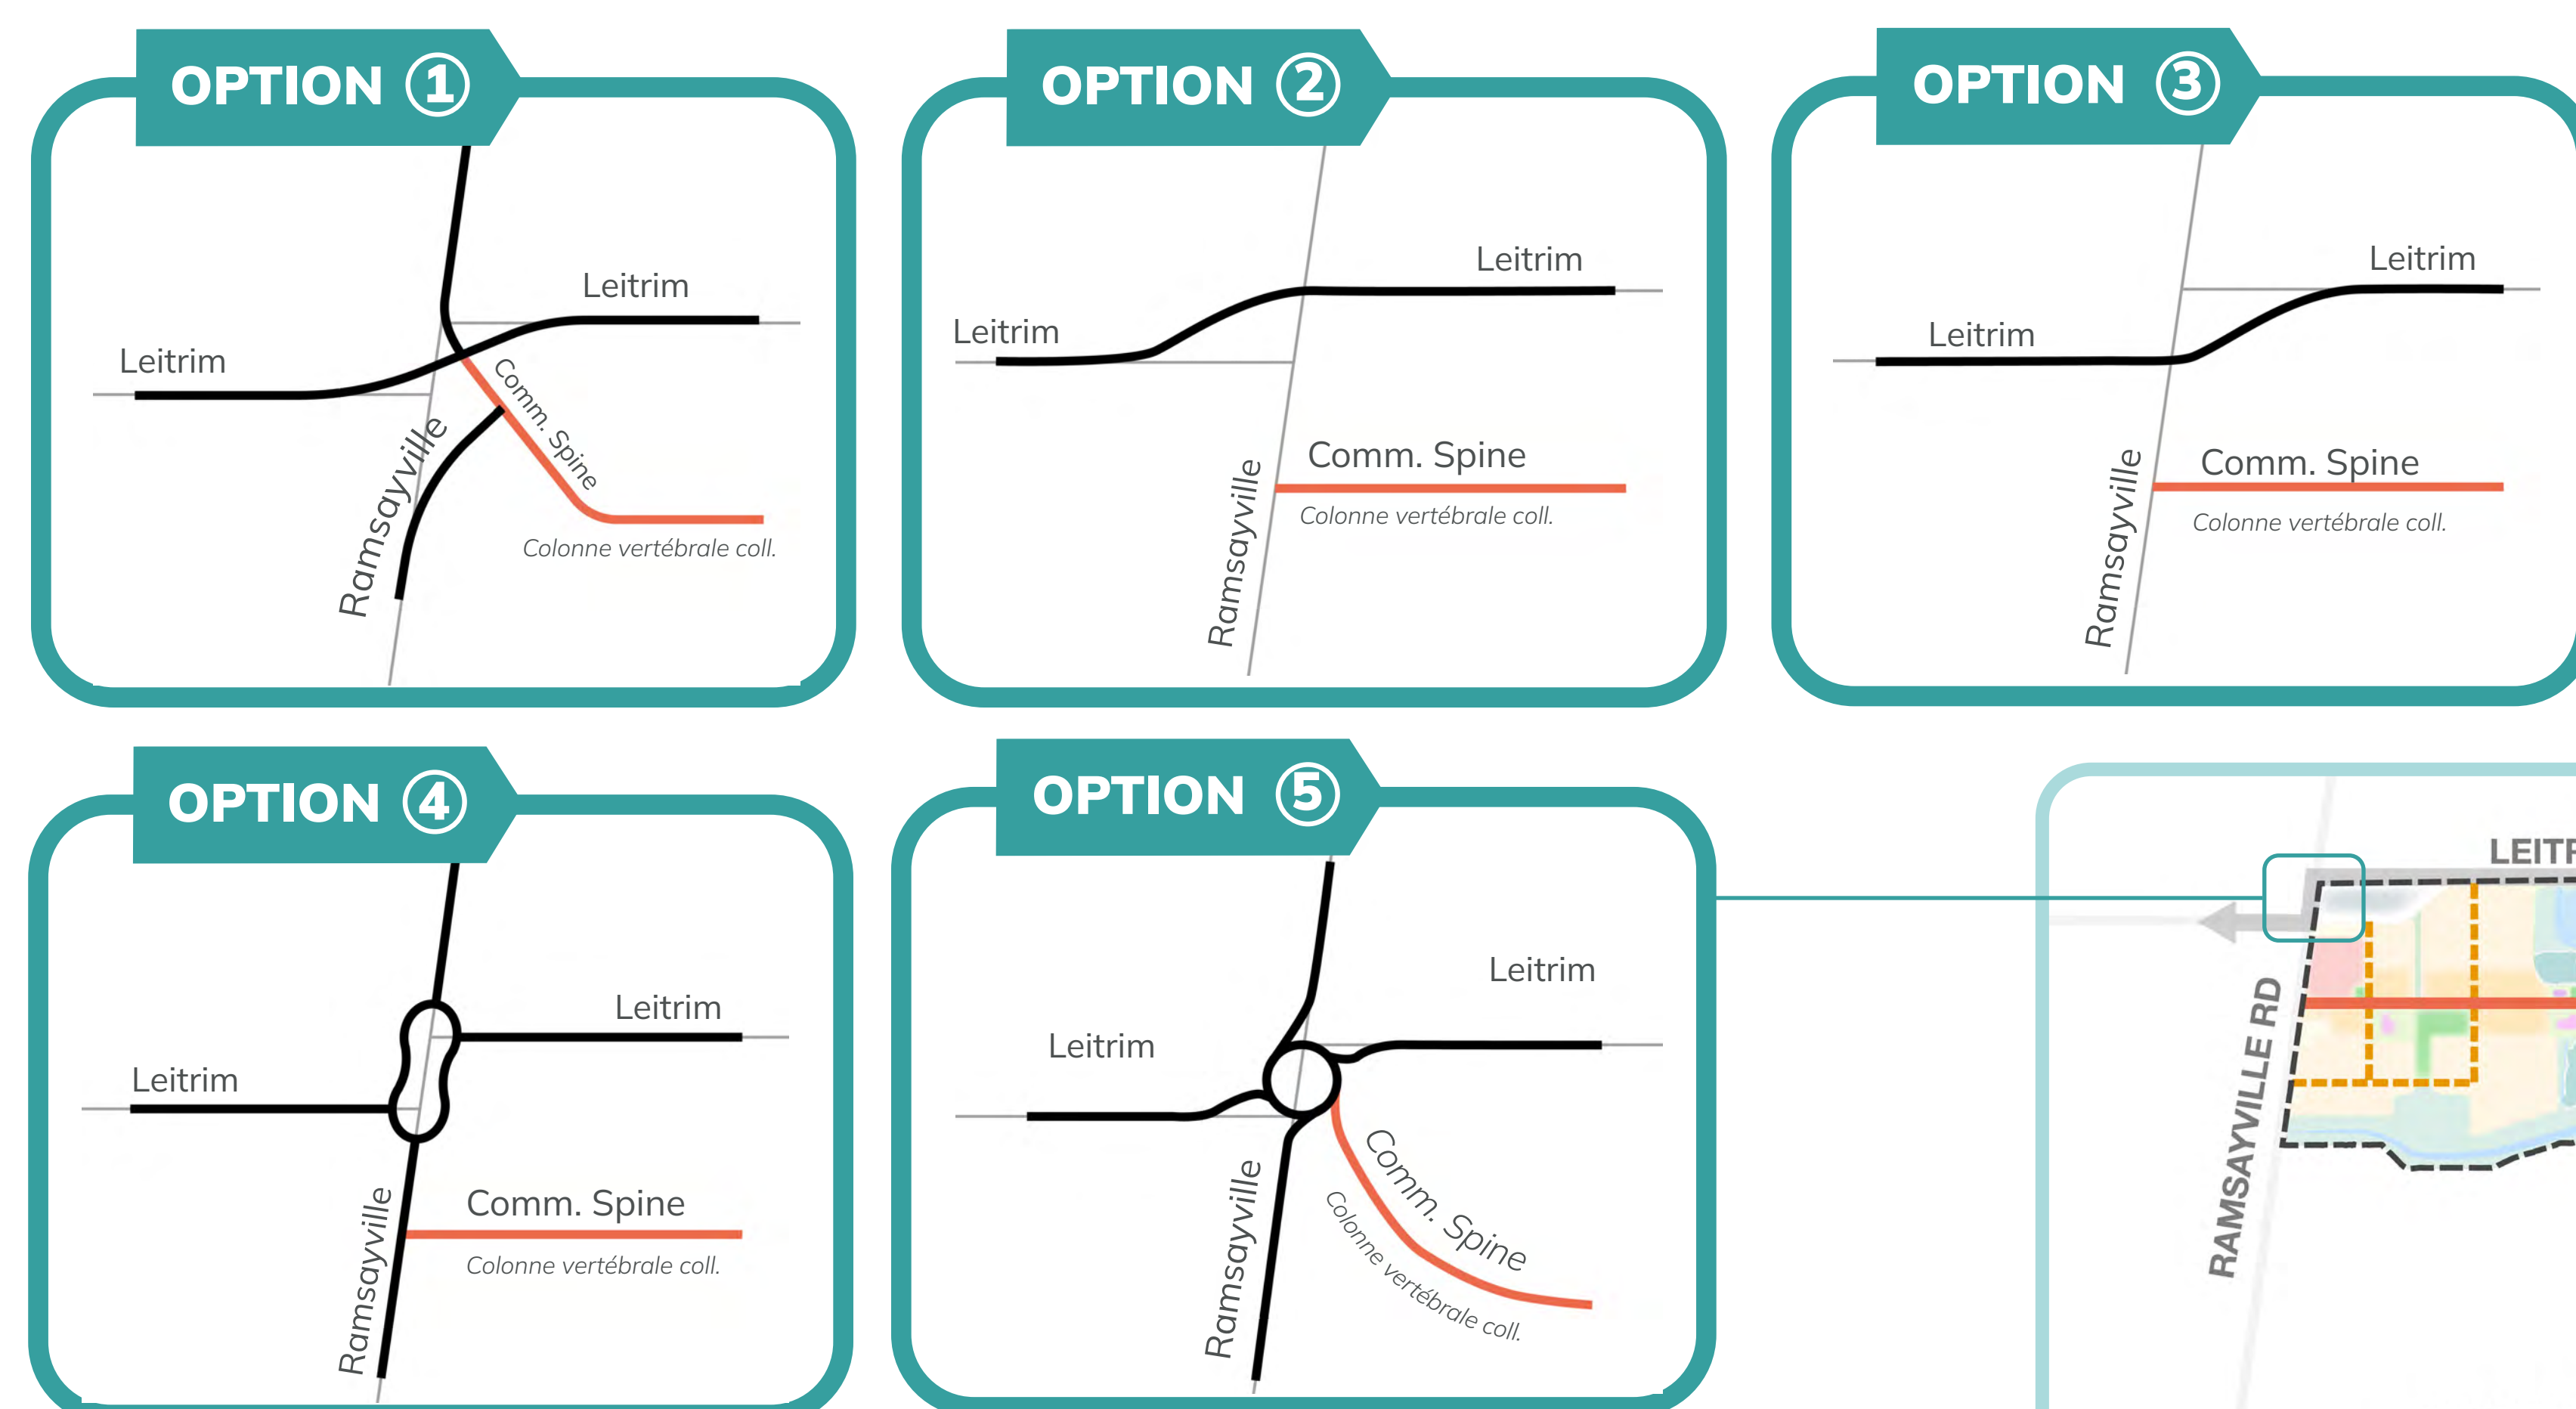 OPTION ①
Leitrim
Leitrim
Comm. Spine
Ramsayville
Colonne vertébrale coll.
OPTION ②
Leitrim
Leitrim
Comm. Spine
Colonne vertébrale coll.
Ramsayville
OPTION ③
Leitrim
Leitrim
Comm. Spine
Colonne vertébrale coll.
Ramsayville
OPTION ④
Leitrim
Leitrim
Comm. Spine
Colonne vertébrale coll.
Ramsayville
OPTION ⑤
Leitrim
Leitrim
Comm. Spine
Colonne vertébrale coll.
Ramsayville
RAMSAYVILLE RD